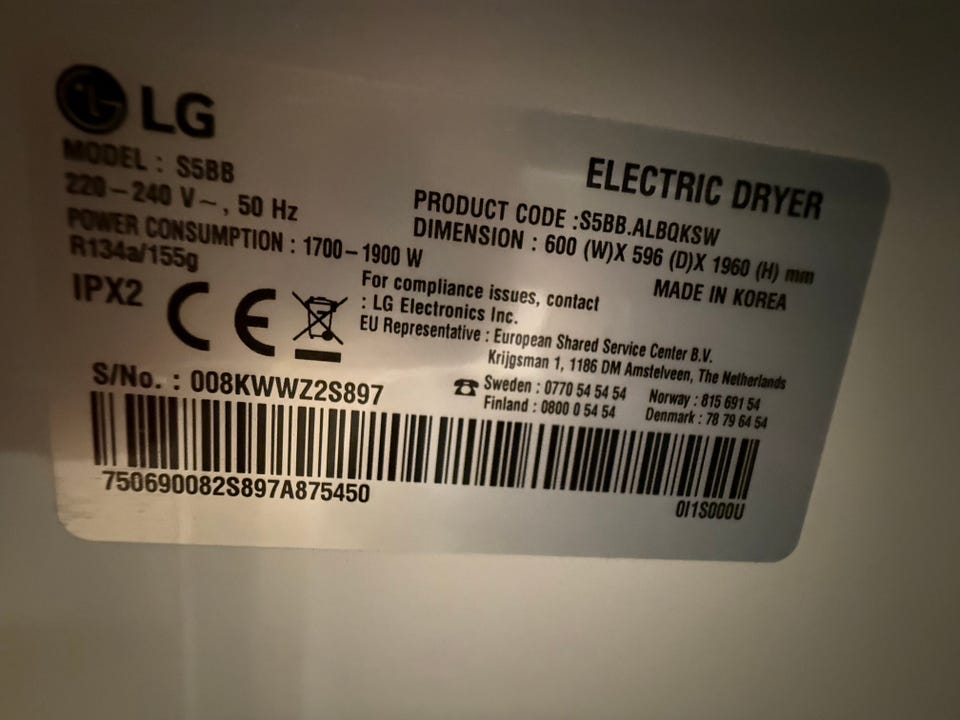 LG
ELECTRIC DRYER
MODEL : S5BB
220–240 V~, 50 Hz
PRODUCT CODE :S5BB.ALBQKSW
POWER CONSUMPTION : 1700–1900 W
DIMENSION : 600 (W)X 596 (D)X 1960 (H) mm
R134a/155g
MADE IN KOREA
IPX2
CE
For compliance issues, contact
: LG Electronics Inc.
EU Representative : European Shared Service Center B.V.
Krijgsman 1, 1186 DM Amstelveen, The Netherlands
S/No. : 008KWWZ2S897
Sweden : 0770 54 54 54 Norway : 815 691 54
Finland : 0800 0 54 54 Denmark : 78 79 64 54
750690082S897A875450
0I1S000U